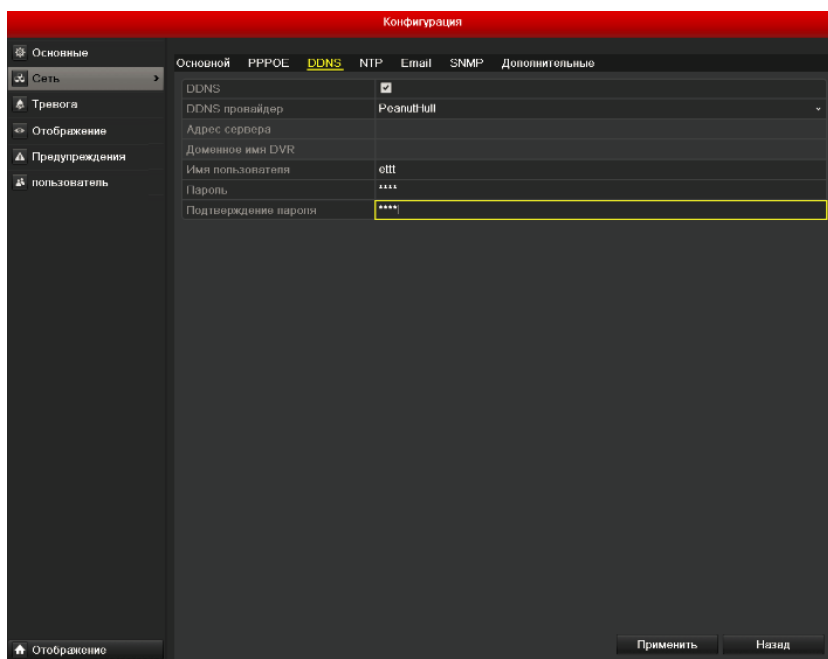 Конфигурация
Основные
Сеть
Тревога
Отображение
Предупреждения
пользователь
Основной PPPOE DDNS NTP Email SNMP Дополнительные
DDNS
DDNS провайдер PeanutHull
Адрес сервера
Доменное имя DVR
Имя пользователя ettt
Пароль ****
Подтверждение пароля ****
Применить Назад
Отображение